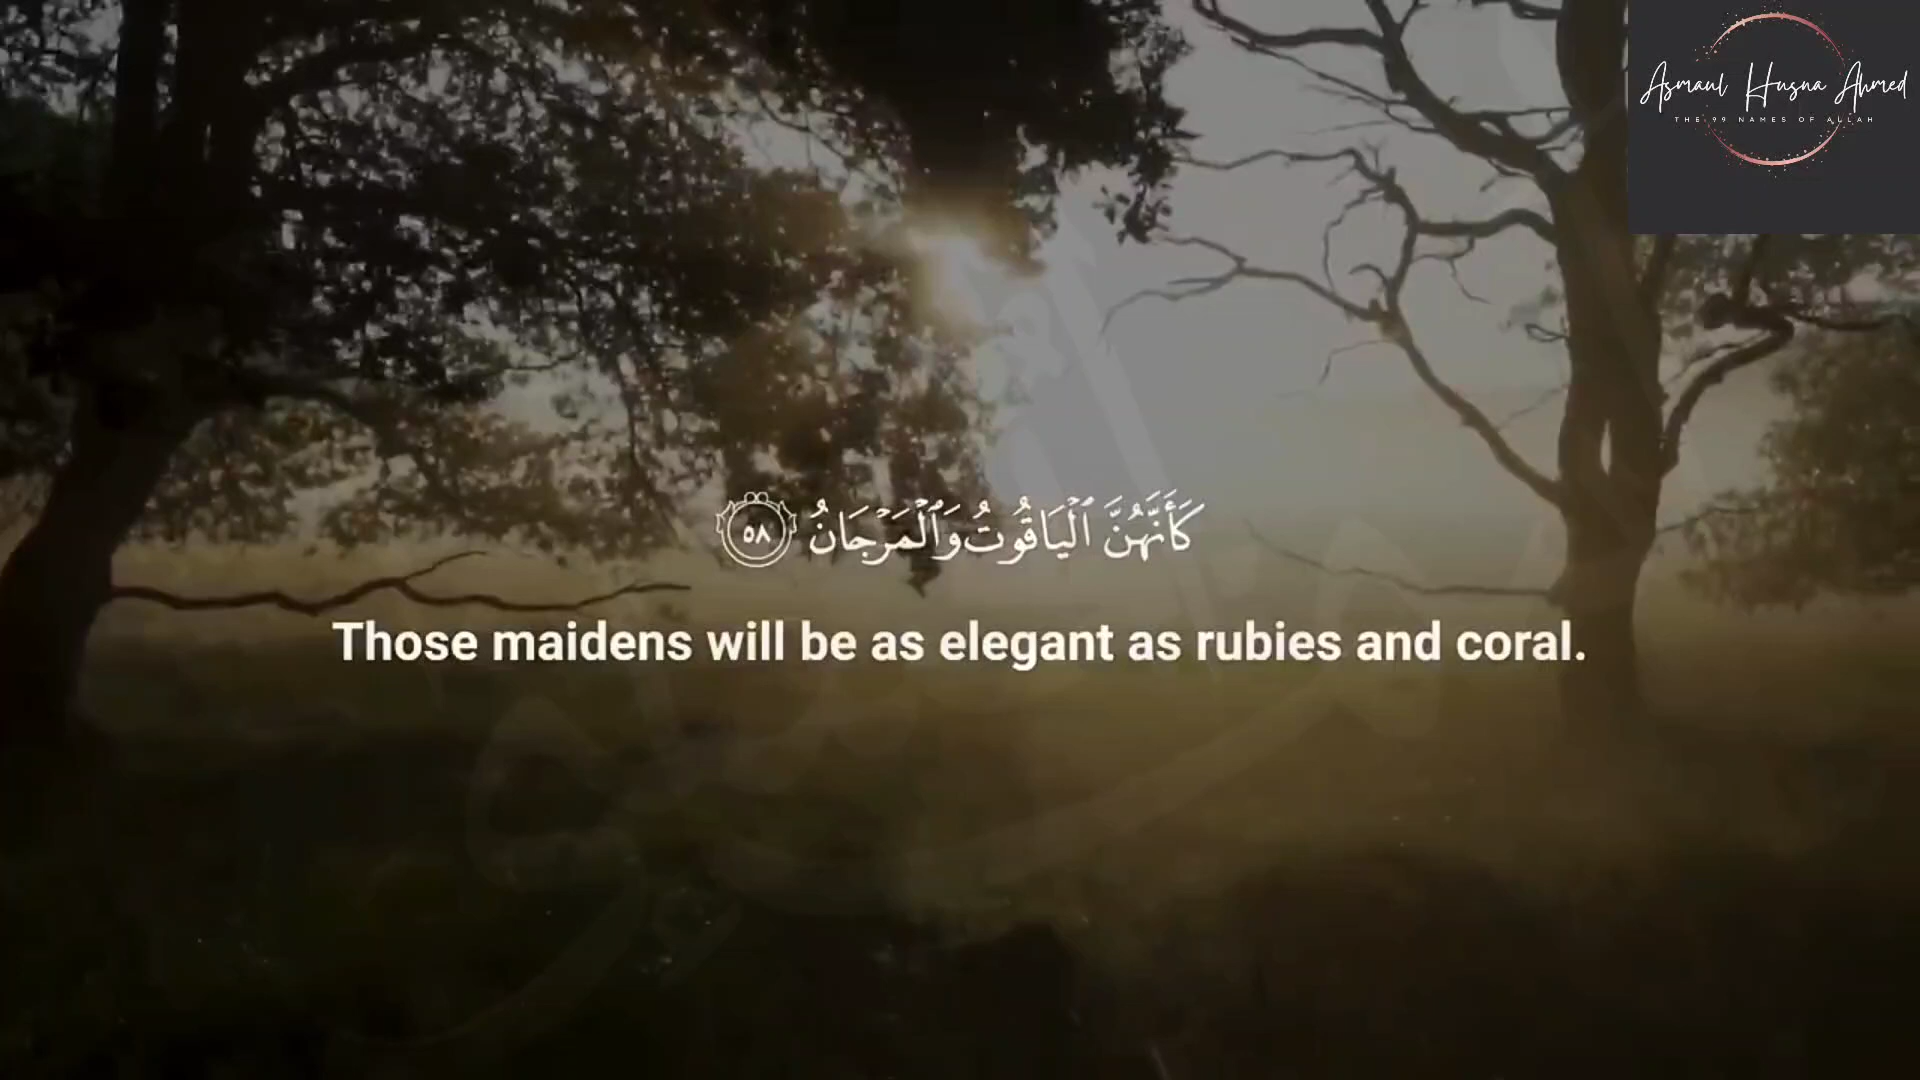 Asmaul Husna Ahmed
THE 99 NAMES OF ALLAH
كَأَنَّهُنَّ ٱلْيَاقُوتُ وَٱلْمَرْجَانُ ٥٨
Those maidens will be as elegant as rubies and coral.